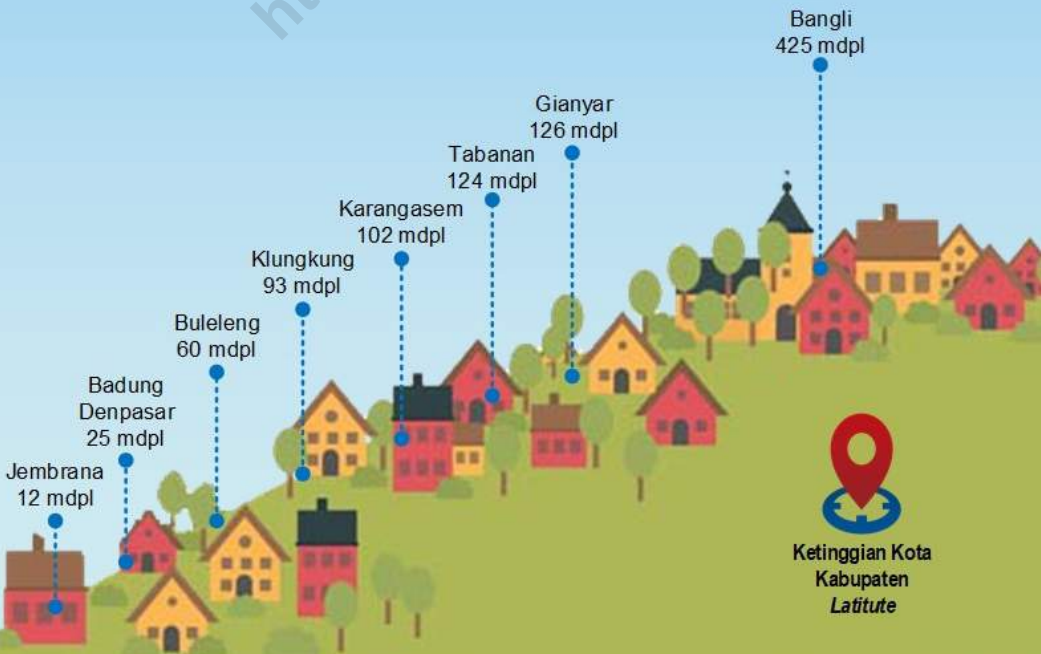 Bangli
425 mdpl
Gianyar
126 mdpl
Tabanan
124 mdpl
Karangasem
102 mdpl
Klungkung
93 mdpl
Buleleng
60 mdpl
Badung
Denpasar
25 mdpl
Jembrana
12 mdpl
Ketinggian Kota
Kabupaten
Latitute